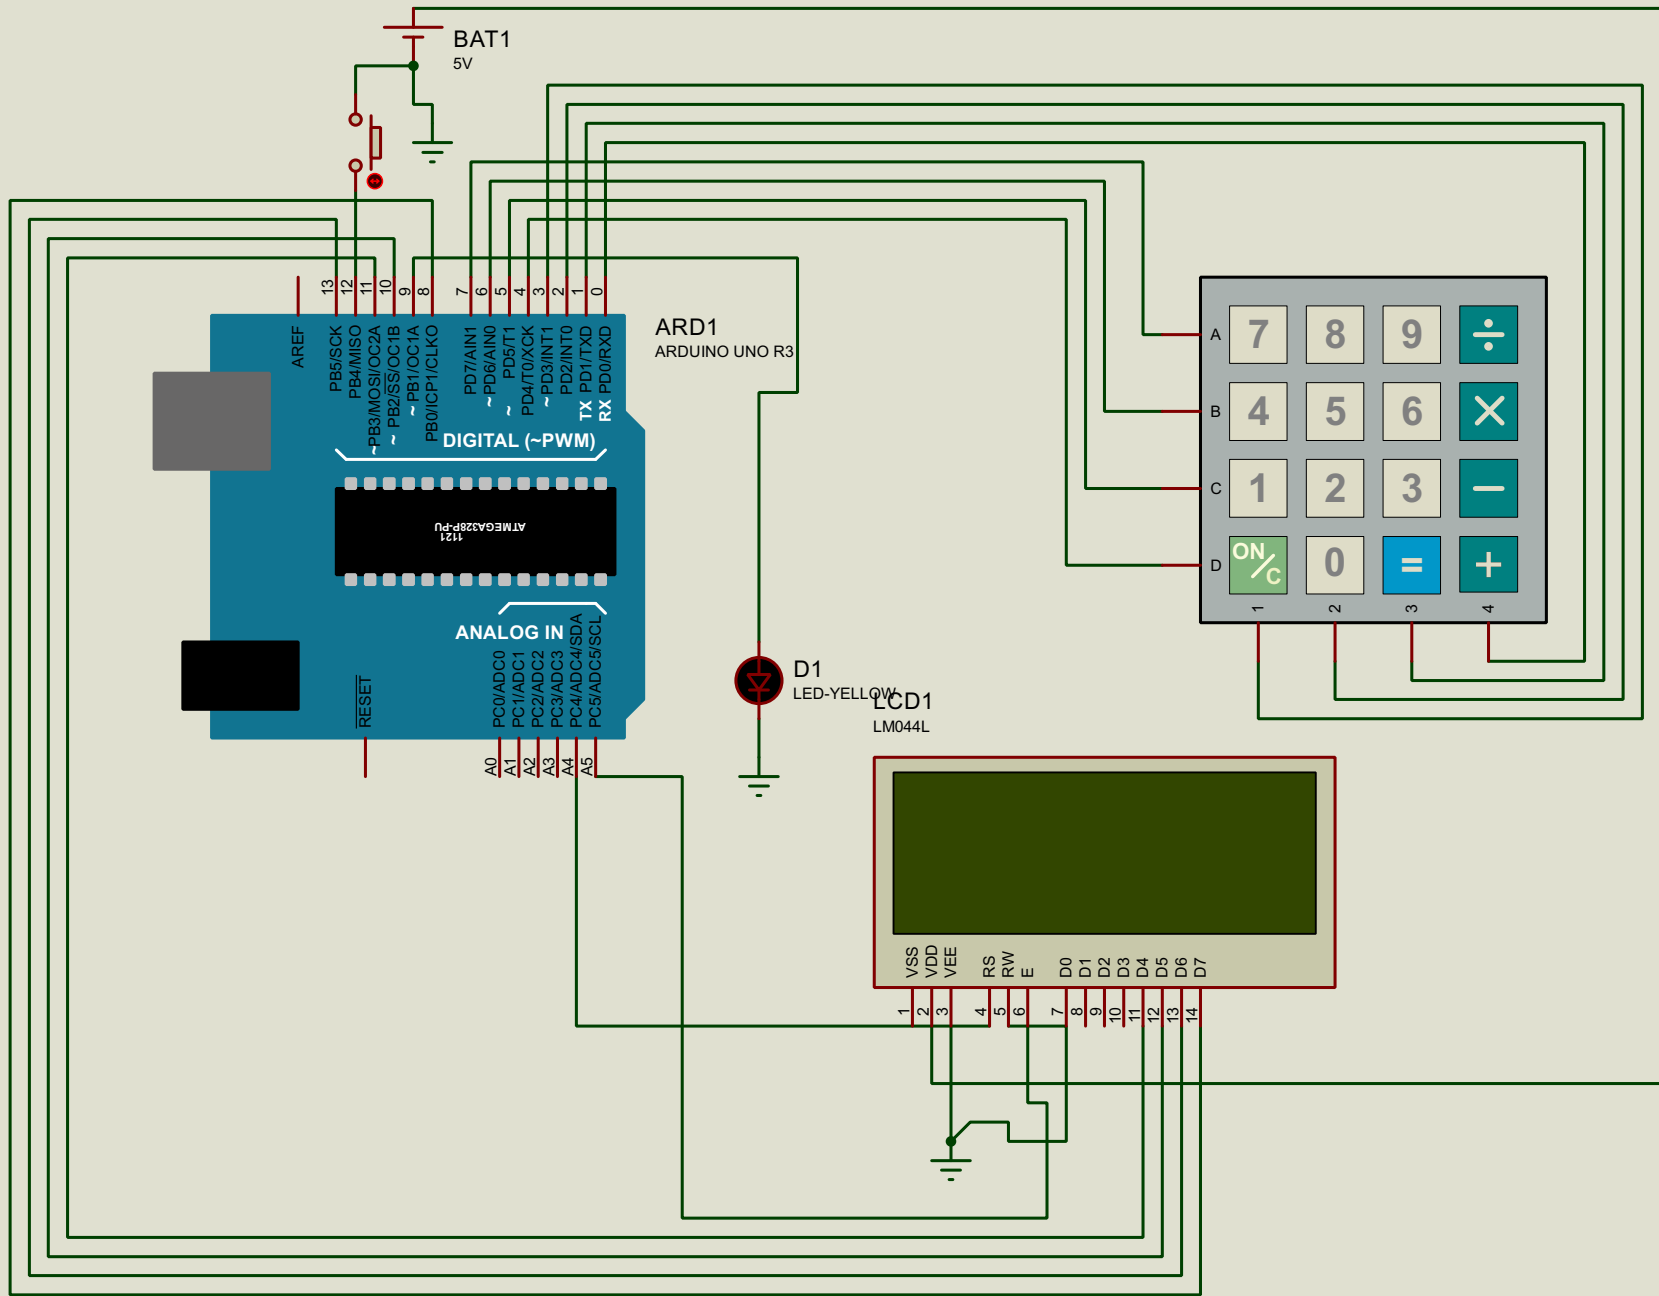 BAT1
5V
13
12
11
10
9
8
7
6
5
4
3
2
1
0
AREF
PB5/SCK
PB4/MISO
PB3/MOSI/OC2A
~
PB2/SS/OC1B
~
PB1/OC1A
~
PB0/ICP1/CLKO
PD7/AIN1
PD6/AIN0
~
PD5/T1
~
PD4/T0/XCK
PD3/INT1
~
PD2/INT0
PD1/TXD
TX
PD0/RXD
RX
DIGITAL (~PWM)
ARD1
ARDUINO UNO R3
ATMEGA328P-PU
1121
ANALOG IN
RESET
PC0/ADC0
PC1/ADC1
PC2/ADC2
PC3/ADC3
PC4/ADC4/SDA
PC5/ADC5/SCL
A0
A1
A2
A3
A4
A5
A
7
8
9
÷
B
4
5
6
×
C
1
2
3
−
D
ON/C
0
=
+
1
2
3
4
D1
LED-YELLOW
LCD1
LM044L
VSS
VDD
VEE
RS
RW
E
D0
D1
D2
D3
D4
D5
D6
D7
1
2
3
4
5
6
7
8
9
10
11
12
13
14